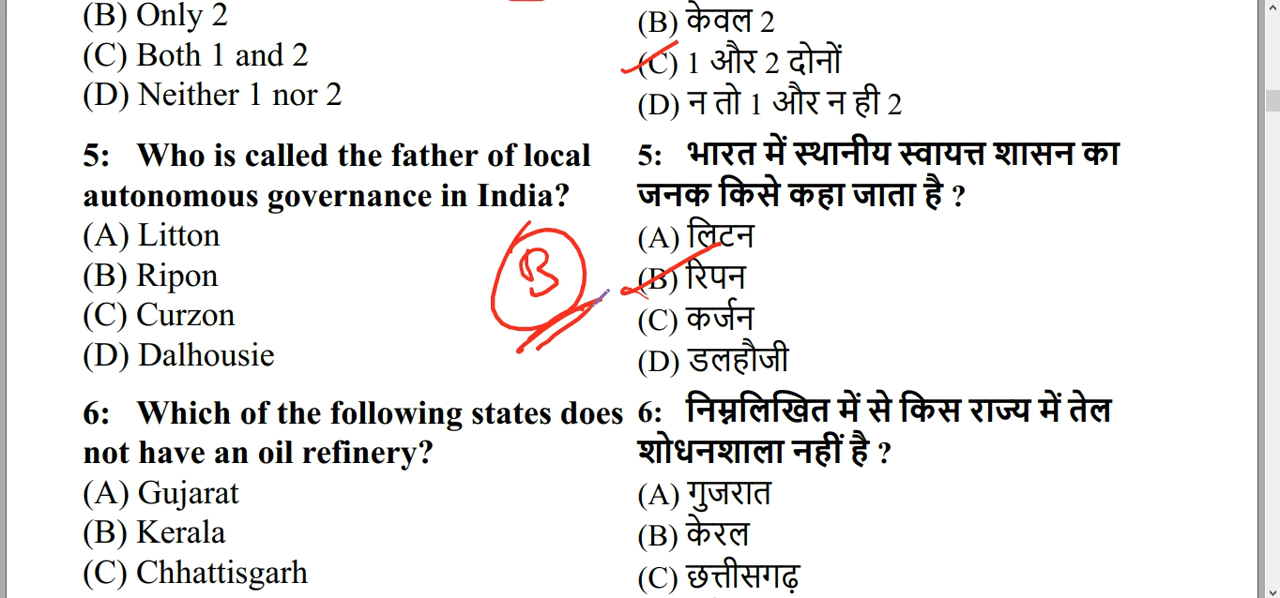 (B) Only 2
(C) Both 1 and 2
(D) Neither 1 nor 2
5: Who is called the father of local
autonomous governance in India?
(A) Litton
(B) Ripon
(C) Curzon
(D) Dalhousie
6: Which of the following states does
not have an oil refinery?
(A) Gujarat
(B) Kerala
(C) Chhattisgarh
B
(B) केवल 2
(C) 1 और 2 दोनों
(D) न तो 1 और न ही 2
5: भारत में स्थानीय स्वायत्त शासन का
जनक किसे कहा जाता है ?
(A) लिटन
(B) रिपन
(C) कर्जन
(D) डलहौजी
6: निम्नलिखित में से किस राज्य में तेल
शोधनशाला नहीं है ?
(A) गुजरात
(B) केरल
(C) छत्तीसगढ़